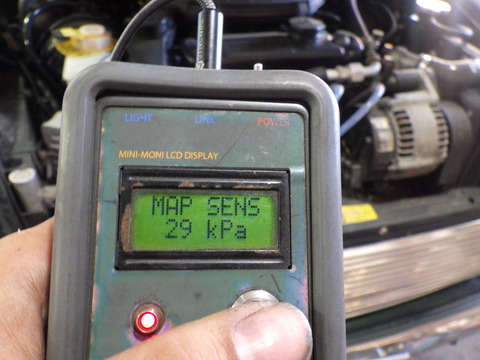 LIGHT LINK POWER
MINI-MONI LCD DISPLAY
MAP SENS
29 kPa